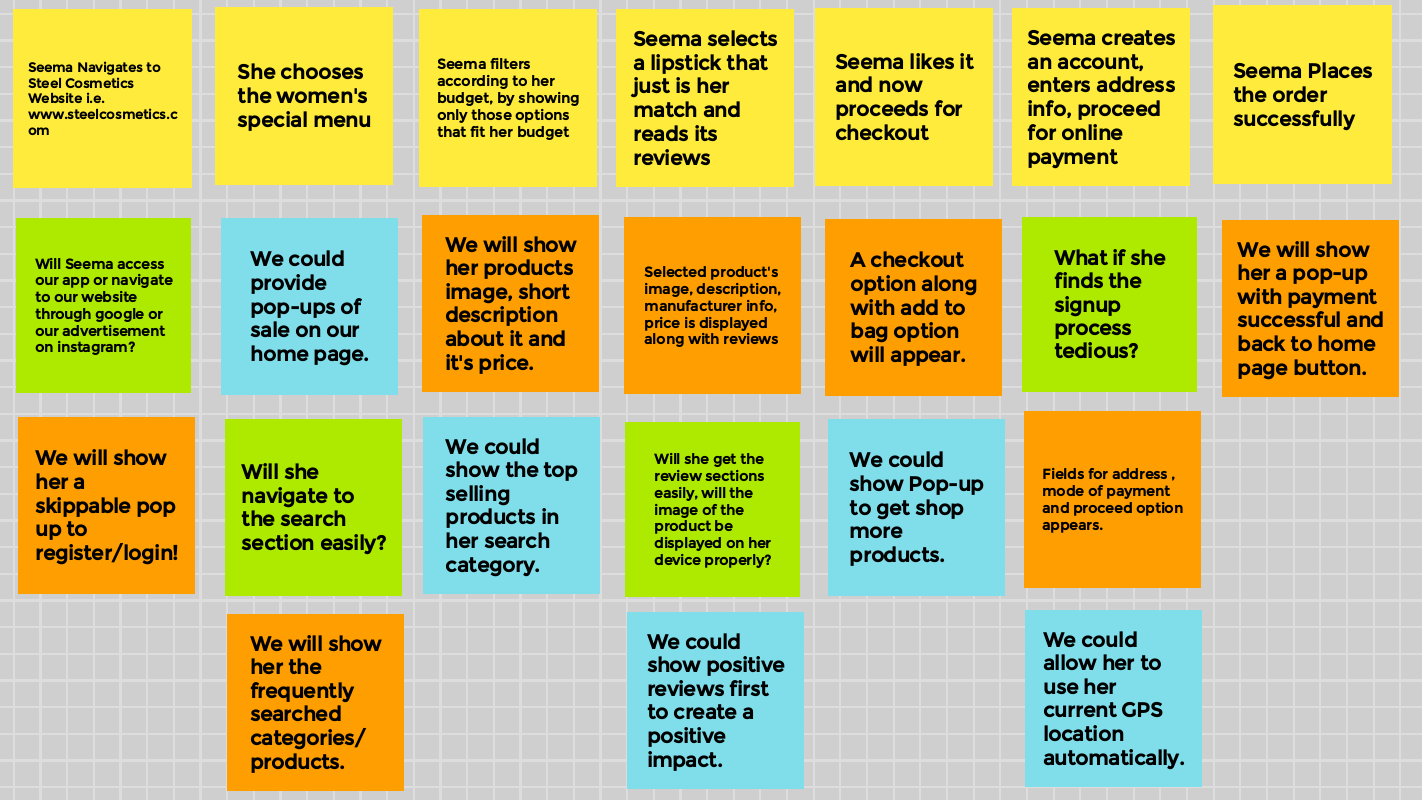 Seema Navigates to
Steel Cosmetics
Website i.e.
www.steelcosmetics.c
om
She chooses
the women's
special menu
Seema filters
according to her
budget, by showing
only those options
that fit her budget
Seema selects
a lipstick that
just is her
match and
reads its
reviews
Seema likes it
and now
proceeds for
checkout
Seema creates
an account,
enters address
info, proceed
for online
payment
Seema Places
the order
successfully
Will Seema access
our app or navigate
to our website
through google or
our advertisement
on instagram?
We could
provide
pop-ups of
sale on our
home page.
We will show
her products
image, short
description
about it and
it's price.
Selected product's
image, description,
manufacturer info,
price is displayed
along with reviews
A checkout
option along
with add to
bag option
will appear.
What if she
finds the
signup
process
tedious?
We will show
her a pop-up
with payment
successful and
back to home
page button.
We will show
her a
skippable pop
up to
register/login!
Will she
navigate to
the search
section easily?
We could
show the top
selling
products in
her search
category.
Will she get the
review sections
easily, will the
image of the
product be
displayed on her
device properly?
We could
show Pop-up
to get shop
more
products.
Fields for address ,
mode of payment
and proceed option
appears.
We will show
her the
frequently
searched
categories/
products.
We could
show positive
reviews first
to create a
positive
impact.
We could
allow her to
use her
current GPS
location
automatically.